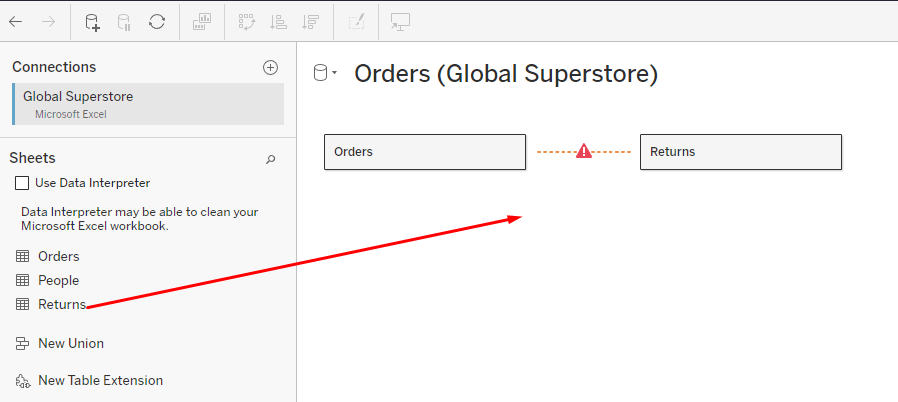 Connections
Global Superstore
Microsoft Excel
Sheets
Use Data Interpreter
Data Interpreter may be able to clean your
Microsoft Excel workbook.
Orders
People
Returns
New Union
New Table Extension
Orders (Global Superstore)
Orders
Returns